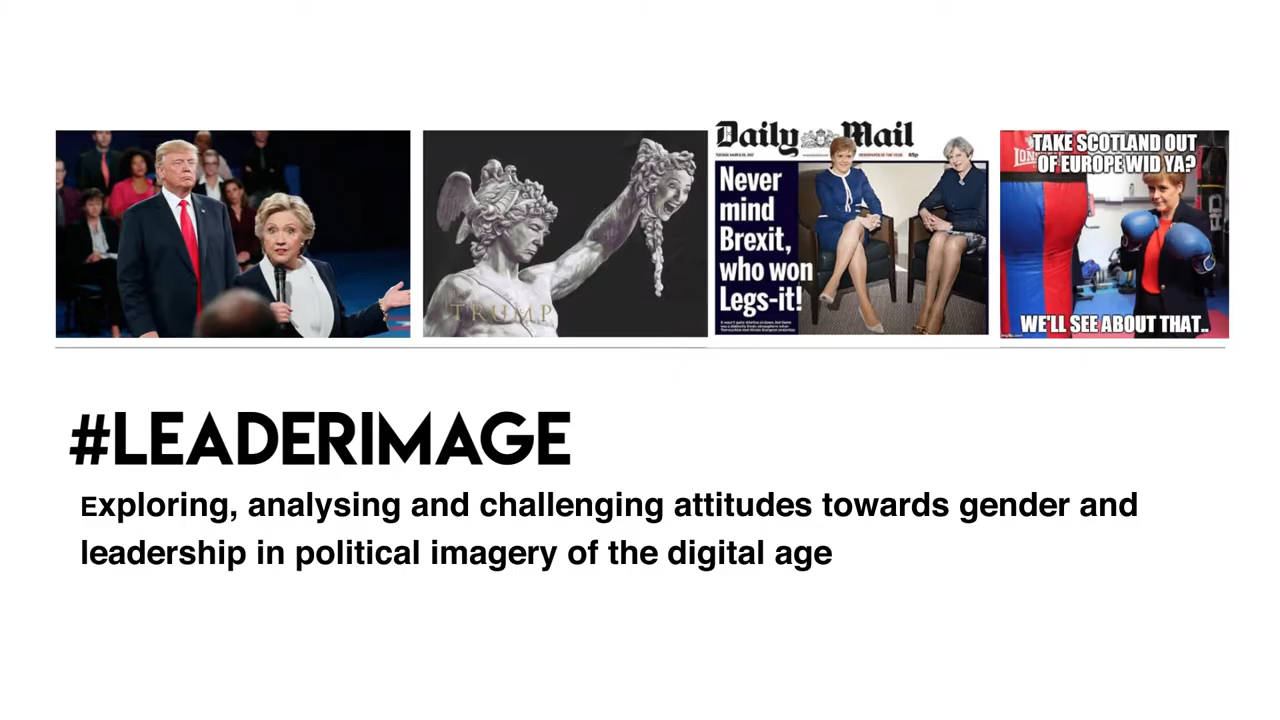 TRUMP
Daily Mail
Never
mind
Brexit,
who won
Legs-it!
LONS
TAKE SCOTLAND OUT
OF EUROPE WID YA?
WE'LL SEE ABOUT THAT..
#LEADERIMAGE
Exploring, analysing and challenging attitudes towards gender and
leadership in political imagery of the digital age